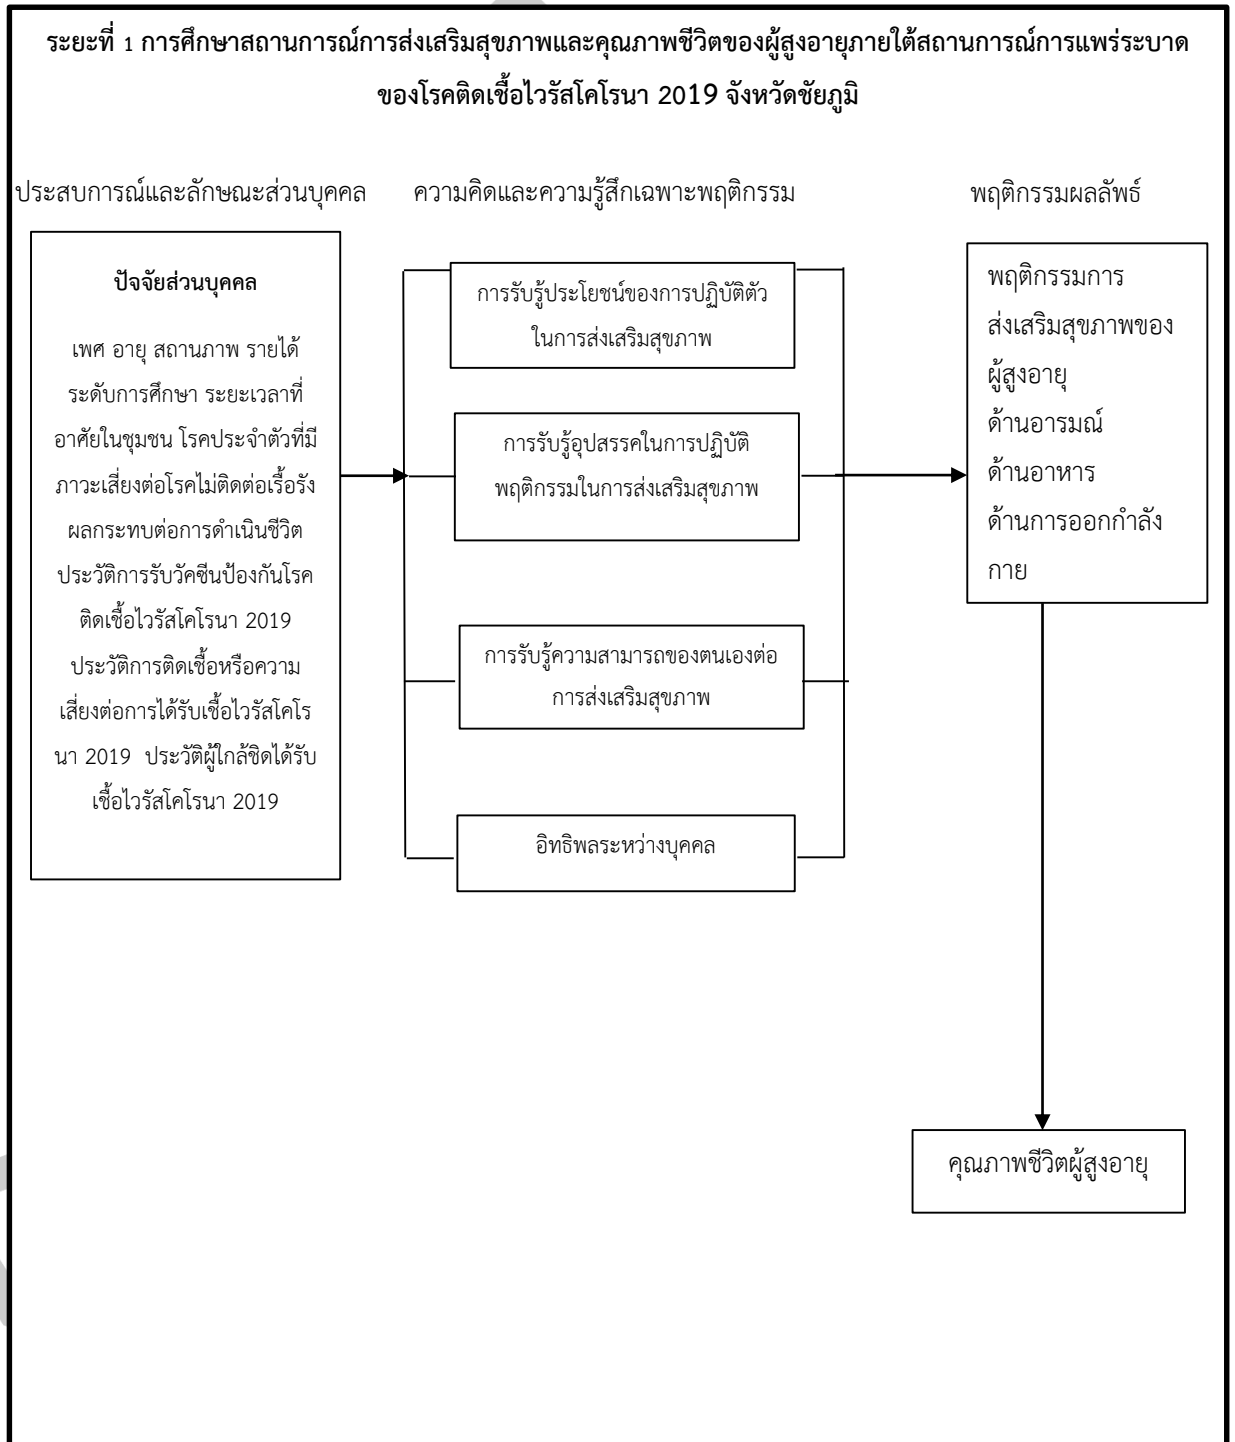 ระยะที่ 1 การศึกษาสถานการณ์การส่งเสริมสุขภาพและคุณภาพชีวิตของผู้สูงอายุภายใต้สถานการณ์การแพร่ระบาด
ของโรคติดเชื้อไวรัสโคโรนา 2019 จังหวัดชัยภูมิ
ประสบการณ์และลักษณะส่วนบุคคล
ความคิดและความรู้สึกเฉพาะพฤติกรรม
พฤติกรรมผลลัพธ์
ปัจจัยส่วนบุคคล
เพศ อายุ สถานภาพ รายได้
ระดับการศึกษา ระยะเวลาที่
อาศัยในชุมชน โรคประจำตัวที่มี
ภาวะเสี่ยงต่อโรคไม่ติดต่อเรื้อรัง
ผลกระทบต่อการดำเนินชีวิต
ประวัติการรับวัคซีนป้องกันโรค
ติดเชื้อไวรัสโคโรนา 2019
ประวัติการติดเชื้อหรือความ
เสี่ยงต่อการได้รับเชื้อไวรัสโคโร
นา 2019 ประวัติผู้ใกล้ชิดได้รับ
เชื้อไวรัสโคโรนา 2019
การรับรู้ประโยชน์ของการปฏิบัติตัว
ในการส่งเสริมสุขภาพ
การรับรู้อุปสรรคในการปฏิบัติ
พฤติกรรมในการส่งเสริมสุขภาพ
การรับรู้ความสามารถของตนเองต่อ
การส่งเสริมสุขภาพ
อิทธิพลระหว่างบุคคล
พฤติกรรมการ
ส่งเสริมสุขภาพของ
ผู้สูงอายุ
ด้านอารมณ์
ด้านอาหาร
ด้านการออกกำลัง
กาย
คุณภาพชีวิตผู้สูงอายุ